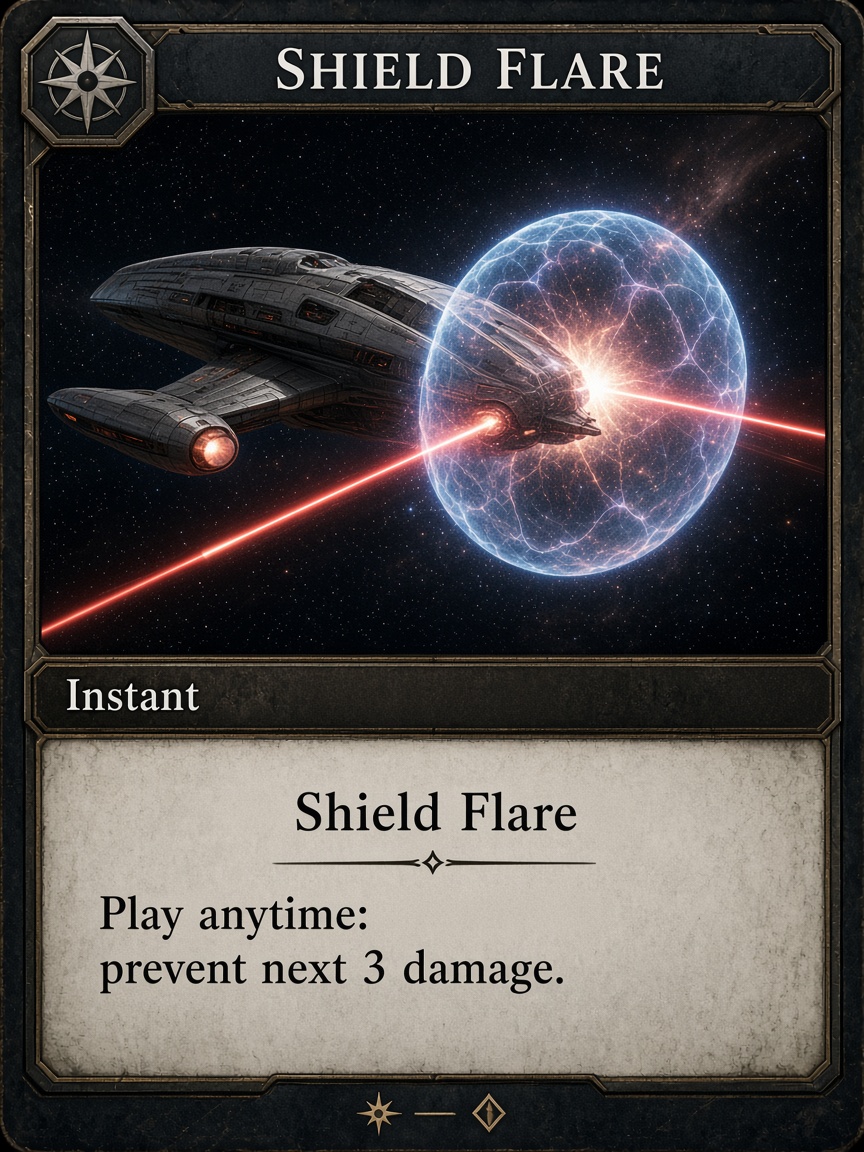 SHIELD FLARE
Instant
Shield Flare
Play anytime:
prevent next 3 damage.